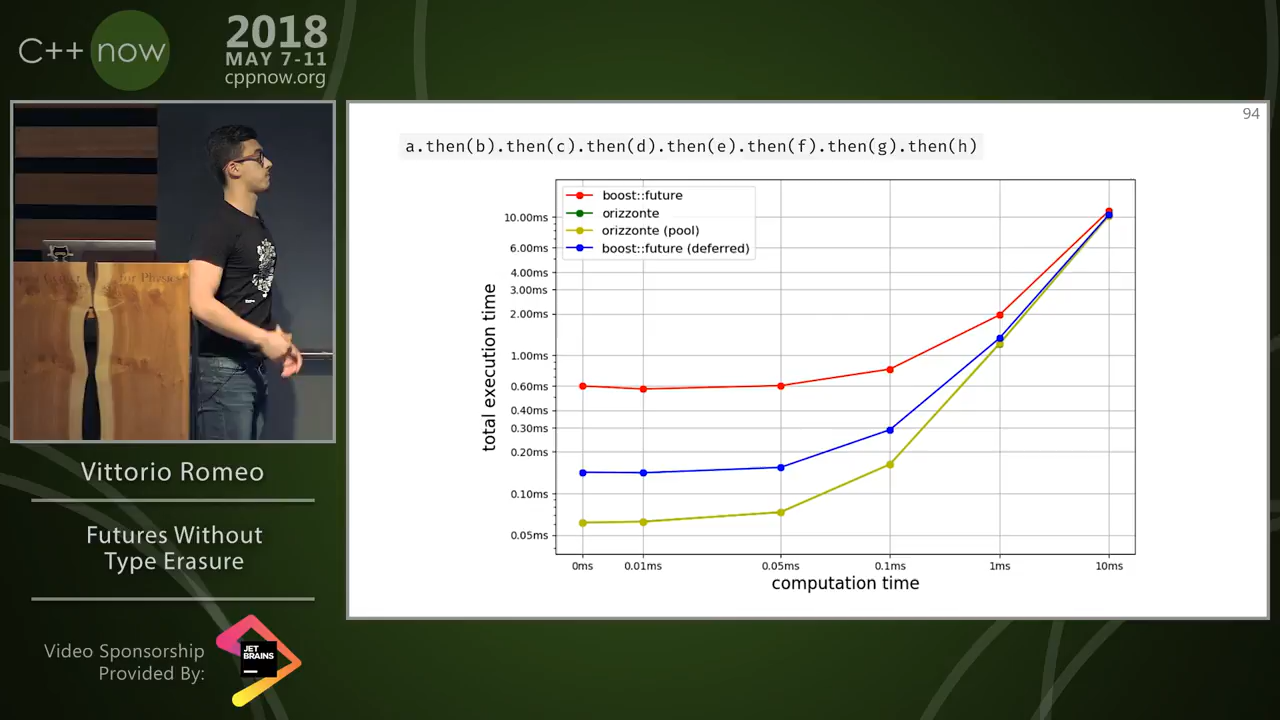 C++ now
2018
MAY 7-11
cppnow.org
94
a.then(b).then(c).then(d).then(e).then(f).then(g).then(h)
boost::future
orizzonte
orizzonte (pool)
boost::future (deferred)
total execution time
10.00ms
6.00ms
4.00ms
3.00ms
2.00ms
1.00ms
0.60ms
0.40ms
0.30ms
0.20ms
0.10ms
0.05ms
0ms
0.01ms
0.05ms
0.1ms
1ms
10ms
computation time
for Physics
Vittorio Romeo
Futures Without
Type Erasure
Video Sponsorship
Provided By:
JET
BRAINS